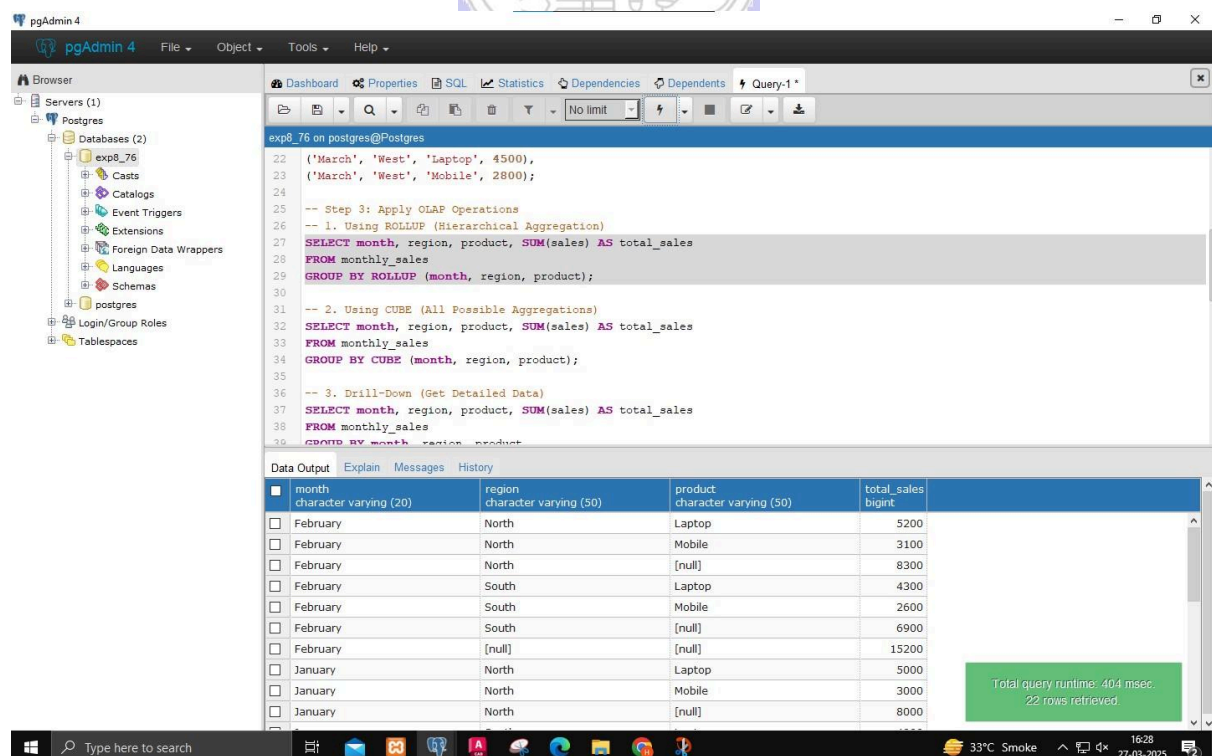 pgAdmin 4
pgAdmin 4 File Object Tools Help
Browser
Servers (1)
Postgres
Databases (2)
exp8_76
Casts
Catalogs
Event Triggers
Extensions
Foreign Data Wrappers
Languages
Schemas
postgres
Login/Group Roles
Tablespaces
Dashboard Properties SQL Statistics Dependencies Dependents Query-1 *
No limit
exp8_76 on postgres@Postgres
22 ('March', 'West', 'Laptop', 4500),
23 ('March', 'West', 'Mobile', 2800);
24
25 -- Step 3: Apply OLAP Operations
26 -- 1. Using ROLLUP (Hierarchical Aggregation)
27 SELECT month, region, product, SUM(sales) AS total_sales
28 FROM monthly_sales
29 GROUP BY ROLLUP (month, region, product);
30
31 -- 2. Using CUBE (All Possible Aggregations)
32 SELECT month, region, product, SUM(sales) AS total_sales
33 FROM monthly_sales
34 GROUP BY CUBE (month, region, product);
35
36 -- 3. Drill-Down (Get Detailed Data)
37 SELECT month, region, product, SUM(sales) AS total_sales
38 FROM monthly_sales
39 GROUP BY month, region, product
Data Output Explain Messages History
month region product total_sales
character varying (20) character varying (50) character varying (50) bigint
February North Laptop 5200
February North Mobile 3100
February North [null] 8300
February South Laptop 4300
February South Mobile 2600
February South [null] 6900
February [null] [null] 15200
January North Laptop 5000
January North Mobile 3000
January North [null] 8000
Total query runtime: 404 msec.
22 rows retrieved.
Type here to search
33°C Smoke
16:28
27-03-2025